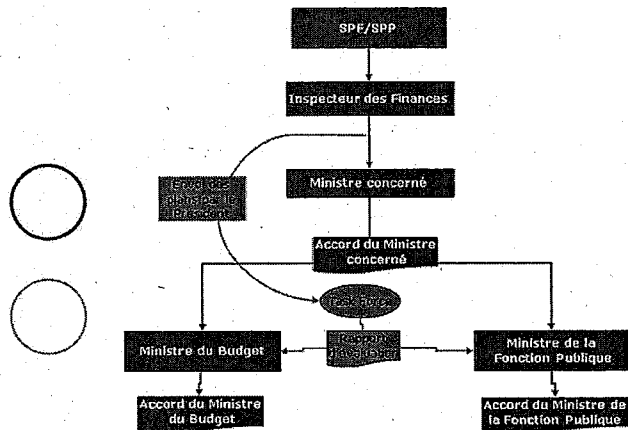 SPF/SPP
Inspecteur des Finances
Envoi des
plans par le
Président
Ministre concerné
Accord du Ministre
concerné
Task Force
Ministre du Budget
Rapport
Ministre de la
Fonction Publique
Accord du Ministre
du Budget
Accord du Ministre de
la Fonction Publique